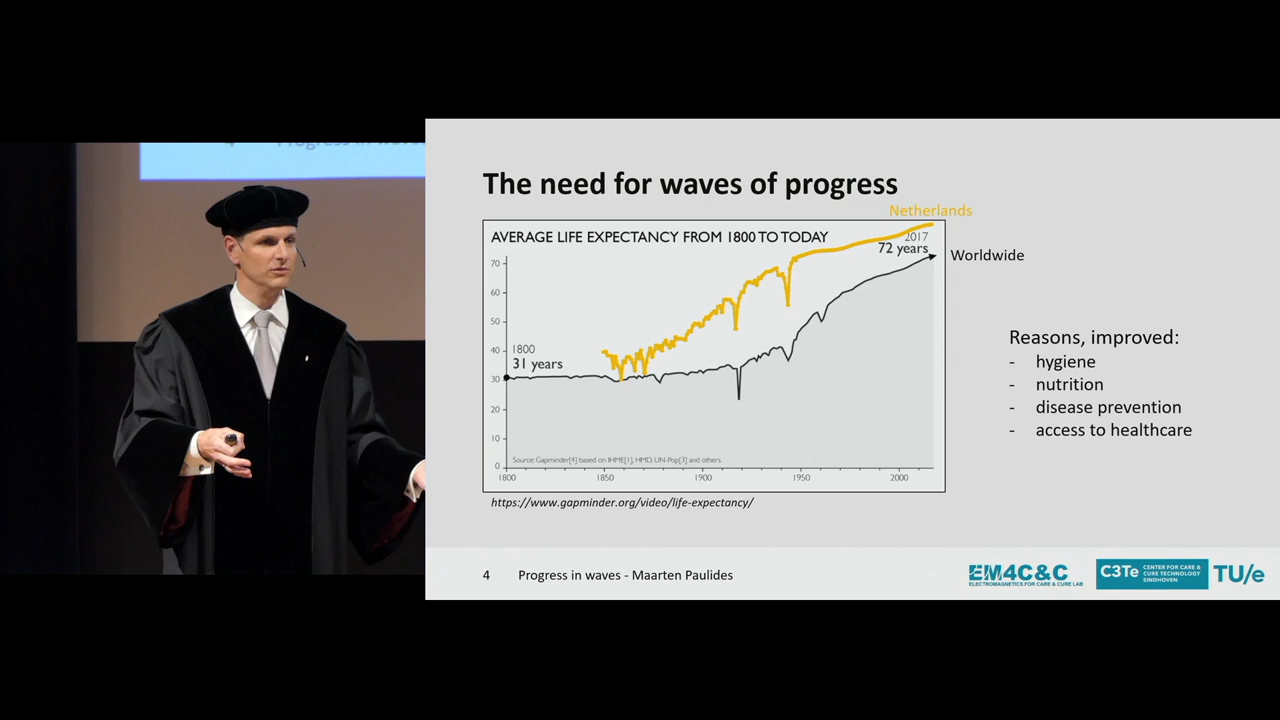 4 Progress in waves
The need for waves of progress
Netherlands
AVERAGE LIFE EXPECTANCY FROM 1800 TO TODAY
2017
72 years
Worldwide
70
60
50
40
30
20
10
0
1800
31 years
Source: Gapminder[4] based on IHME[1], HMD, UN-Pop[3] and others.
1800 1850 1900 1950 2000
https://www.gapminder.org/video/life-expectancy/
Reasons, improved:
- hygiene
- nutrition
- disease prevention
- access to healthcare
4 Progress in waves - Maarten Paulides
EM4C&C
ELECTROMAGNETICS FOR CARE & CURE LAB
C3Te
CENTER FOR CARE &
CURE TECHNOLOGY
EINDHOVEN
TU/e